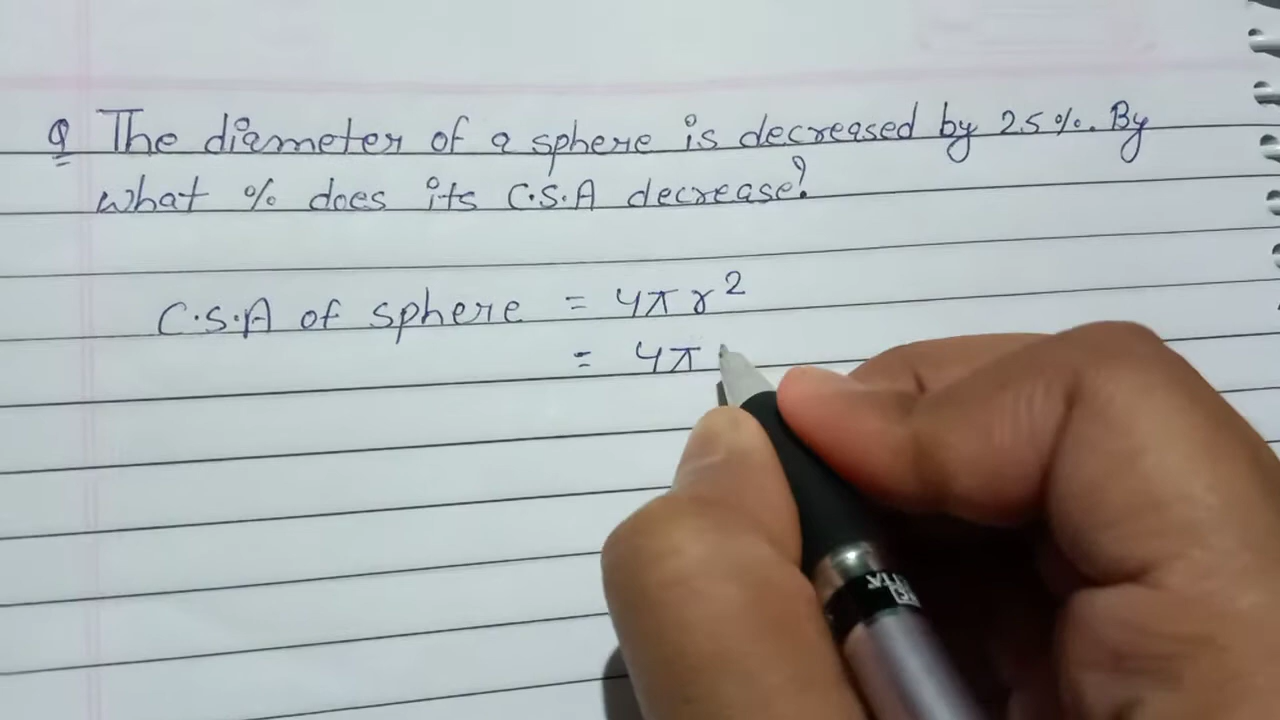 Q The diameter of a sphere is decreased by 25%. By
what % does its C.S.A decrease?
C.S.A of sphere = 4πr²
= 4π